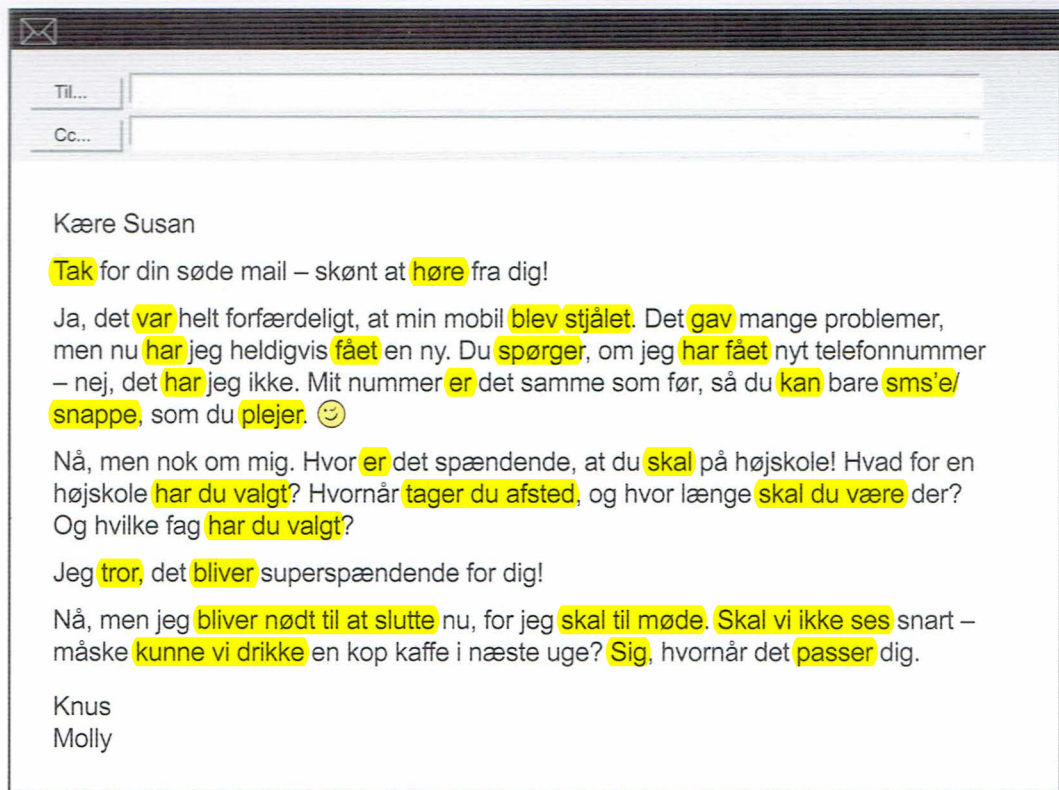 Til...
Cc...
Kære Susan
Tak for din søde mail – skønt at høre fra dig!
Ja, det var helt forfærdeligt, at min mobil blev stjålet. Det gav mange problemer,
men nu har jeg heldigvis fået en ny. Du spørger, om jeg har fået nyt telefonnummer
– nej, det har jeg ikke. Mit nummer er det samme som før, så du kan bare sms'e/
snappe, som du plejer.
Nå, men nok om mig. Hvor er det spændende, at du skal på højskole! Hvad for en
højskole har du valgt? Hvornår tager du afsted, og hvor længe skal du være der?
Og hvilke fag har du valgt?
Jeg tror, det bliver superspændende for dig!
Nå, men jeg bliver nødt til at slutte nu, for jeg skal til møde. Skal vi ikke ses snart –
måske kunne vi drikke en kop kaffe i næste uge? Sig, hvornår det passer dig.
Knus
Molly